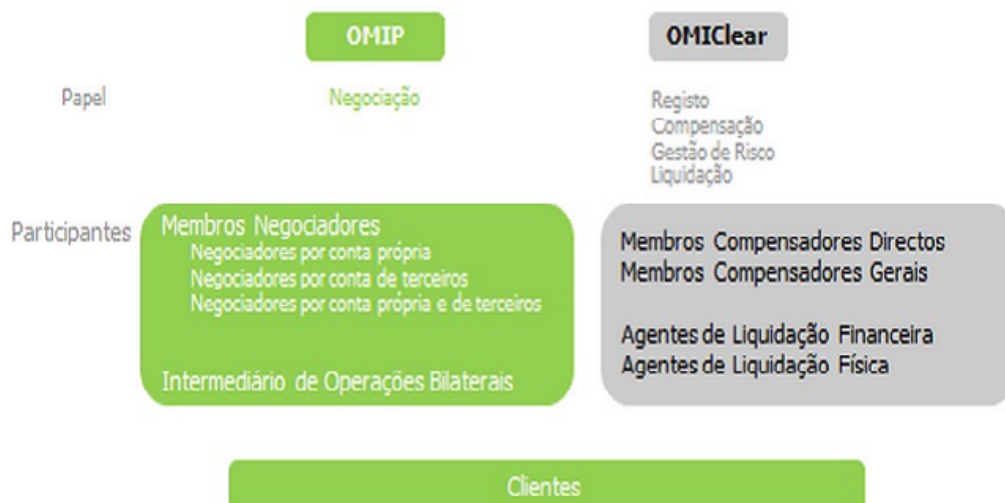 OMIP
OMIClear
Papel
Negociação
Registo
Compensação
Gestão de Risco
Liquidação
Participantes
Membros Negociadores
Negociadores por conta própria
Negociadores por conta de terceiros
Negociadores por conta própria e de terceiros
Intermediário de Operações Bilaterais
Membros Compensadores Directos
Membros Compensadores Gerais
Agentes de Liquidação Financeira
Agentes de Liquidação Física
Clientes